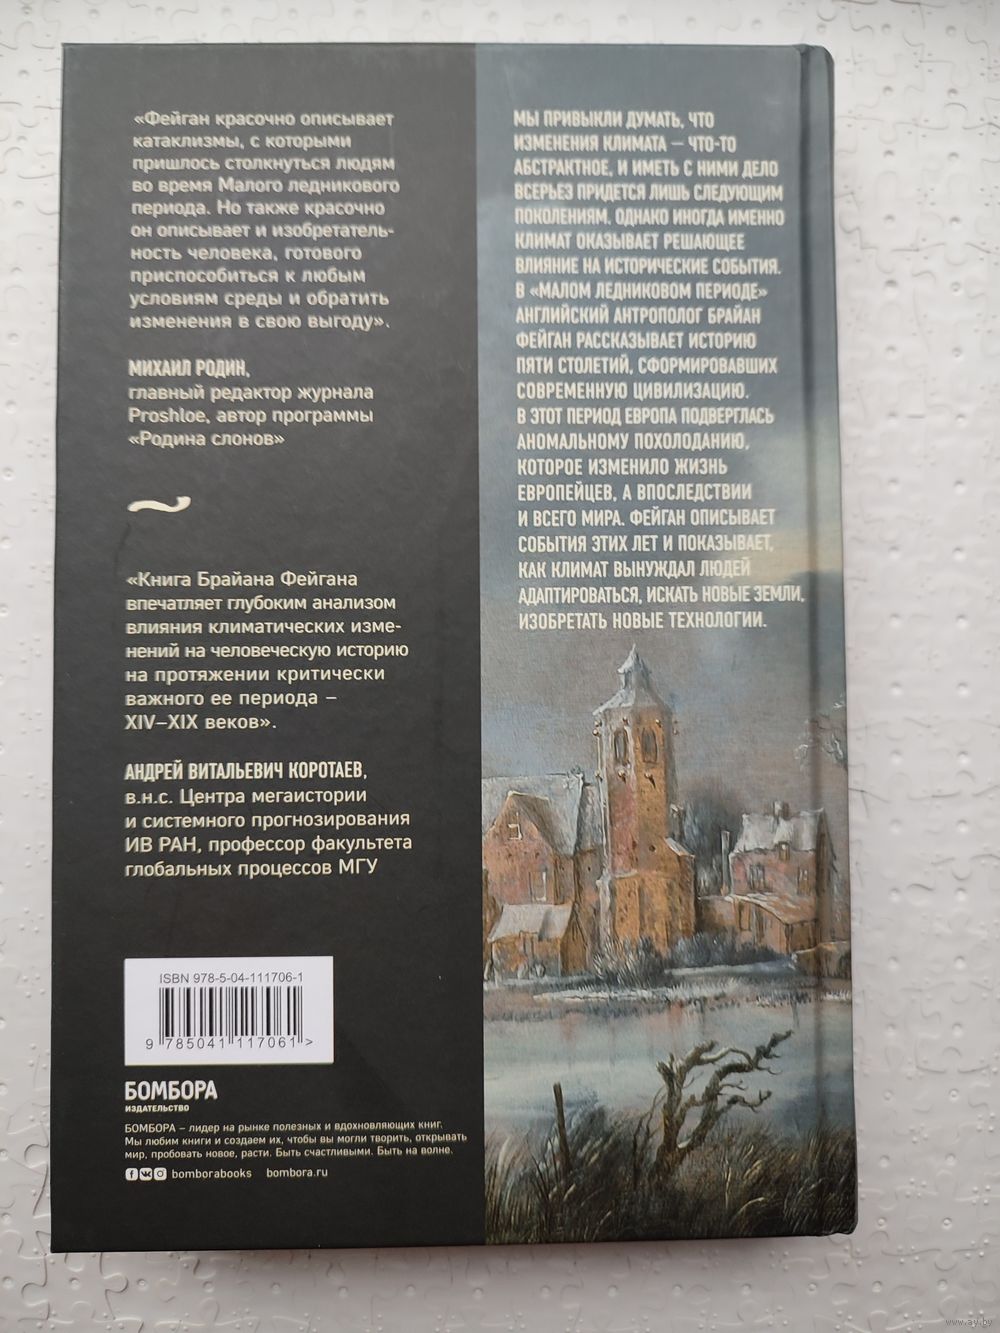 «Фейган красочно описывает
катаклизмы, с которыми
пришлось столкнуться людям
во время Малого ледникового
периода. Но также красочно
он описывает и изобретатель-
ность человека, готового
приспособиться к любым
условиям среды и обратить
изменения в свою выгоду».
МИХАИЛ РОДИН,
главный редактор журнала
Proshloe, автор программы
«Родина слонов»
«Книга Брайана Фейгана
впечатляет глубоким анализом
влияния климатических изме-
нений на человеческую историю
на протяжении критически
важного ее периода –
XIV–XIX веков».
АНДРЕЙ ВИТАЛЬЕВИЧ КОРОТАЕВ,
в.н.с. Центра мегаистории
и системного прогнозирования
ИВ РАН, профессор факультета
глобальных процессов МГУ
ISBN 978-5-04-111706-1
9 785041 117061 >
БОМБОРА
ИЗДАТЕЛЬСТВО
БОМБОРА – лидер на рынке полезных и вдохновляющих книг.
Мы любим книги и создаем их, чтобы вы могли творить, открывать
мир, пробовать новое, расти. Быть счастливыми. Быть на волне.
bomborabooks bombora.ru
МЫ ПРИВЫКЛИ ДУМАТЬ, ЧТО
ИЗМЕНЕНИЯ КЛИМАТА – ЧТО-ТО
АБСТРАКТНОЕ, И ИМЕТЬ С НИМИ ДЕЛО
ВСЕРЬЕЗ ПРИДЕТСЯ ЛИШЬ СЛЕДУЮЩИМ
ПОКОЛЕНИЯМ. ОДНАКО ИНОГДА ИМЕННО
КЛИМАТ ОКАЗЫВАЕТ РЕШАЮЩЕЕ
ВЛИЯНИЕ НА ИСТОРИЧЕСКИЕ СОБЫТИЯ.
В «МАЛОМ ЛЕДНИКОВОМ ПЕРИОДЕ»
АНГЛИЙСКИЙ АНТРОПОЛОГ БРАЙАН
ФЕЙГАН РАССКАЗЫВАЕТ ИСТОРИЮ
ПЯТИ СТОЛЕТИЙ, СФОРМИРОВАВШИХ
СОВРЕМЕННУЮ ЦИВИЛИЗАЦИЮ.
В ЭТОТ ПЕРИОД ЕВРОПА ПОДВЕРГЛАСЬ
АНОМАЛЬНОМУ ПОХОЛОДАНИЮ,
КОТОРОЕ ИЗМЕНИЛО ЖИЗНЬ
ЕВРОПЕЙЦЕВ, А ВПОСЛЕДСТВИИ
И ВСЕГО МИРА. ФЕЙГАН ОПИСЫВАЕТ
СОБЫТИЯ ЭТИХ ЛЕТ И ПОКАЗЫВАЕТ,
КАК КЛИМАТ ВЫНУЖДАЛ ЛЮДЕЙ
АДАПТИРОВАТЬСЯ, ИСКАТЬ НОВЫЕ ЗЕМЛИ,
ИЗОБРЕТАТЬ НОВЫЕ ТЕХНОЛОГИИ.
www.ay.by